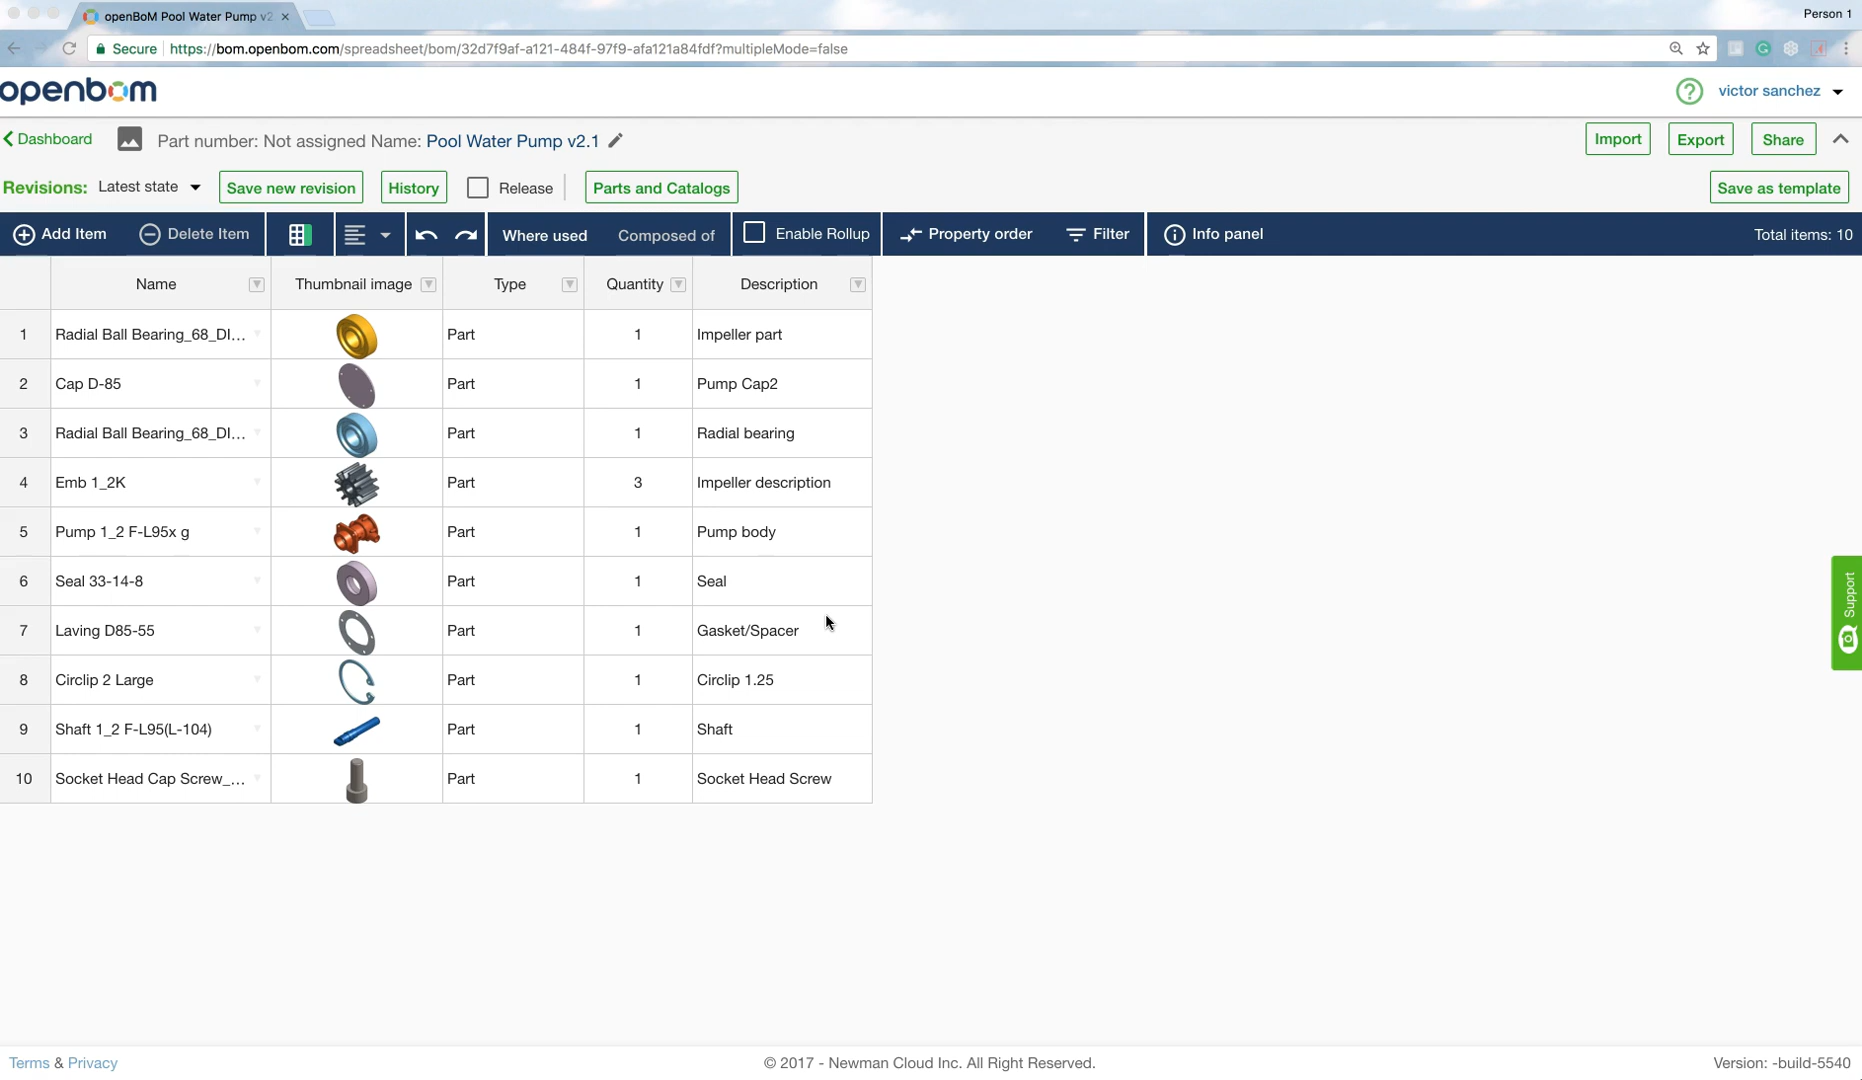 openBoM Pool Water Pump v2
Person 1
Secure https://bom.openbom.com/spreadsheet/bom/32d7f9af-a121-484f-97f9-afa121a84fdf?multipleMode=false
openbom
victor sanchez
Dashboard Part number: Not assigned Name: Pool Water Pump v2.1 Import Export Share
Revisions: Latest state Save new revision History Release Parts and Catalogs Save as template
Add Item Delete Item Where used Composed of Enable Rollup Property order Filter Info panel Total items: 10
Name Thumbnail image Type Quantity Description
1 Radial Ball Bearing_68_DI... Part 1 Impeller part
2 Cap D-85 Part 1 Pump Cap2
3 Radial Ball Bearing_68_DI... Part 1 Radial bearing
4 Emb 1_2K Part 3 Impeller description
5 Pump 1_2 F-L95x g Part 1 Pump body
6 Seal 33-14-8 Part 1 Seal
7 Laving D85-55 Part 1 Gasket/Spacer
8 Circlip 2 Large Part 1 Circlip 1.25
9 Shaft 1_2 F-L95(L-104) Part 1 Shaft
10 Socket Head Cap Screw_... Part 1 Socket Head Screw
Support
Terms & Privacy © 2017 - Newman Cloud Inc. All Right Reserved. Version: -build-5540